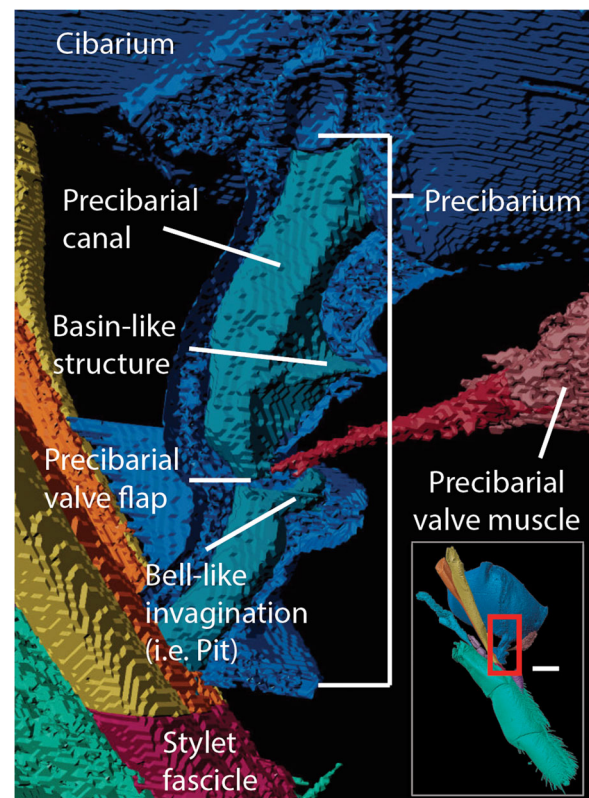 Cibarium
Precibarial
canal
Precibarium
Basin-like
structure
Precibarial
valve flap
Precibarial
valve muscle
Bell-like
invagination
(i.e. Pit)
Stylet
fascicle